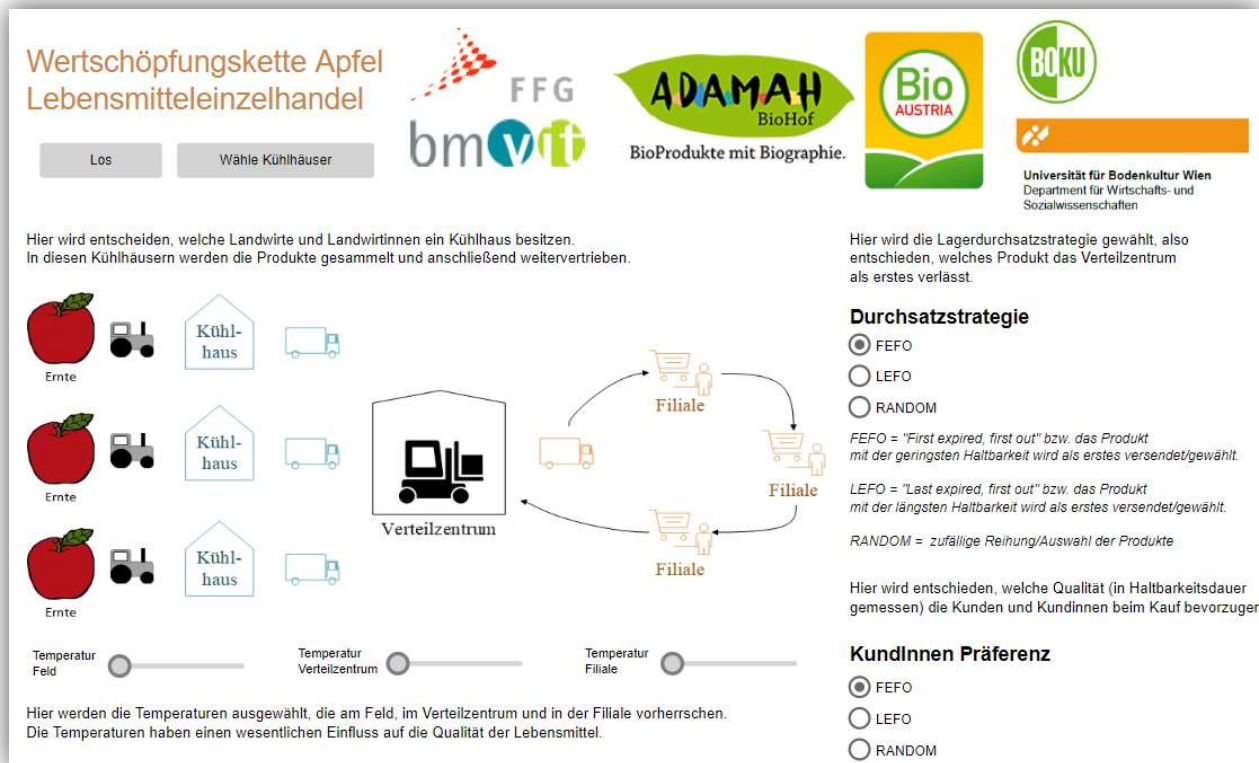 Wertschöpfungskette Apfel
Lebensmitteleinzelhandel
Los
Wähle Kühlhäuser
FFG
bmvit
ADAMAH
BioHof
BioProdukte mit Biographie.
Bio
AUSTRIA
BOKU
Universität für Bodenkultur Wien
Department für Wirtschafts- und
Sozialwissenschaften
Hier wird entscheiden, welche Landwirte und Landwirtinnen ein Kühlhaus besitzen.
In diesen Kühlhäusern werden die Produkte gesammelt und anschließend weitervertrieben.
Ernte
Kühl-
haus
Ernte
Kühl-
haus
Ernte
Kühl-
haus
Verteilzentrum
Filiale
Filiale
Filiale
Temperatur
Feld
Temperatur
Verteilzentrum
Temperatur
Filiale
Hier werden die Temperaturen ausgewählt, die am Feld, im Verteilzentrum und in der Filiale vorherrschen.
Die Temperaturen haben einen wesentlichen Einfluss auf die Qualität der Lebensmittel.
Hier wird die Lagerdurchsatzstrategie gewählt, also
entschieden, welches Produkt das Verteilzentrum
als erstes verlässt.
Durchsatzstrategie
FEFO
LEFO
RANDOM
FEFO = "First expired, first out" bzw. das Produkt
mit der geringsten Haltbarkeit wird als erstes versendet/gewählt.
LEFO = "Last expired, first out" bzw. das Produkt
mit der längsten Haltbarkeit wird als erstes versendet/gewählt.
RANDOM = zufällige Reihung/Auswahl der Produkte
Hier wird entschieden, welche Qualität (in Haltbarkeitsdauer
gemessen) die Kunden und Kundinnen beim Kauf bevorzugen
KundInnen Präferenz
FEFO
LEFO
RANDOM